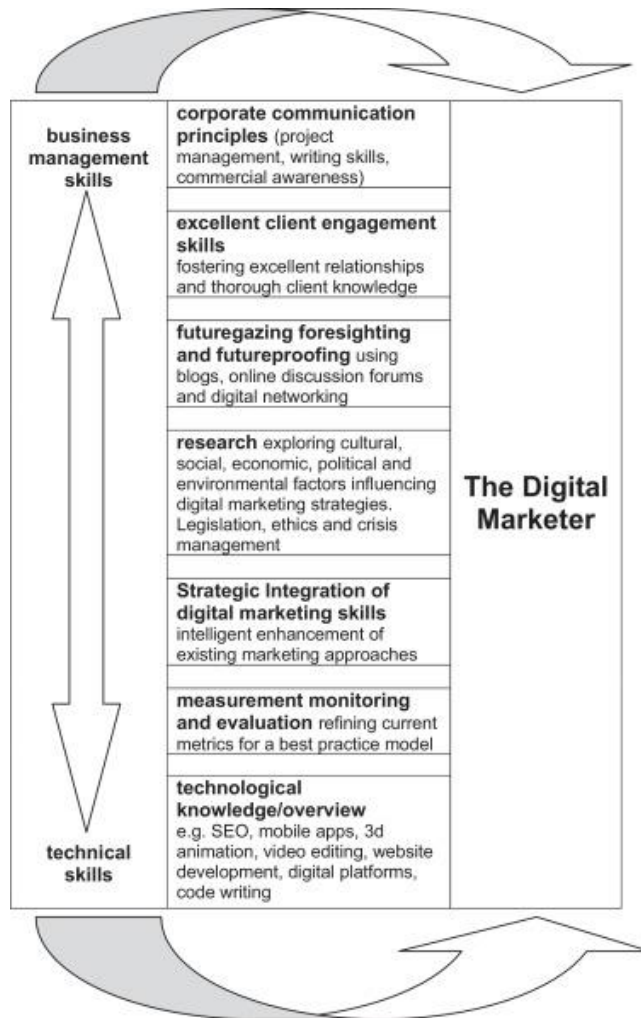 business
management
skills
technical
skills
corporate communication
principles (project
management, writing skills,
commercial awareness)
excellent client engagement
skills
fostering excellent relationships
and thorough client knowledge
futuregazing foresighting
and futureproofing using
blogs, online discussion forums
and digital networking
research exploring cultural,
social, economic, political and
environmental factors influencing
digital marketing strategies.
Legislation, ethics and crisis
management
Strategic Integration of
digital marketing skills
intelligent enhancement of
existing marketing approaches
measurement monitoring
and evaluation refining current
metrics for a best practice model
technological
knowledge/overview
e.g. SEO, mobile apps, 3d
animation, video editing, website
development, digital platforms,
code writing
The Digital
Marketer